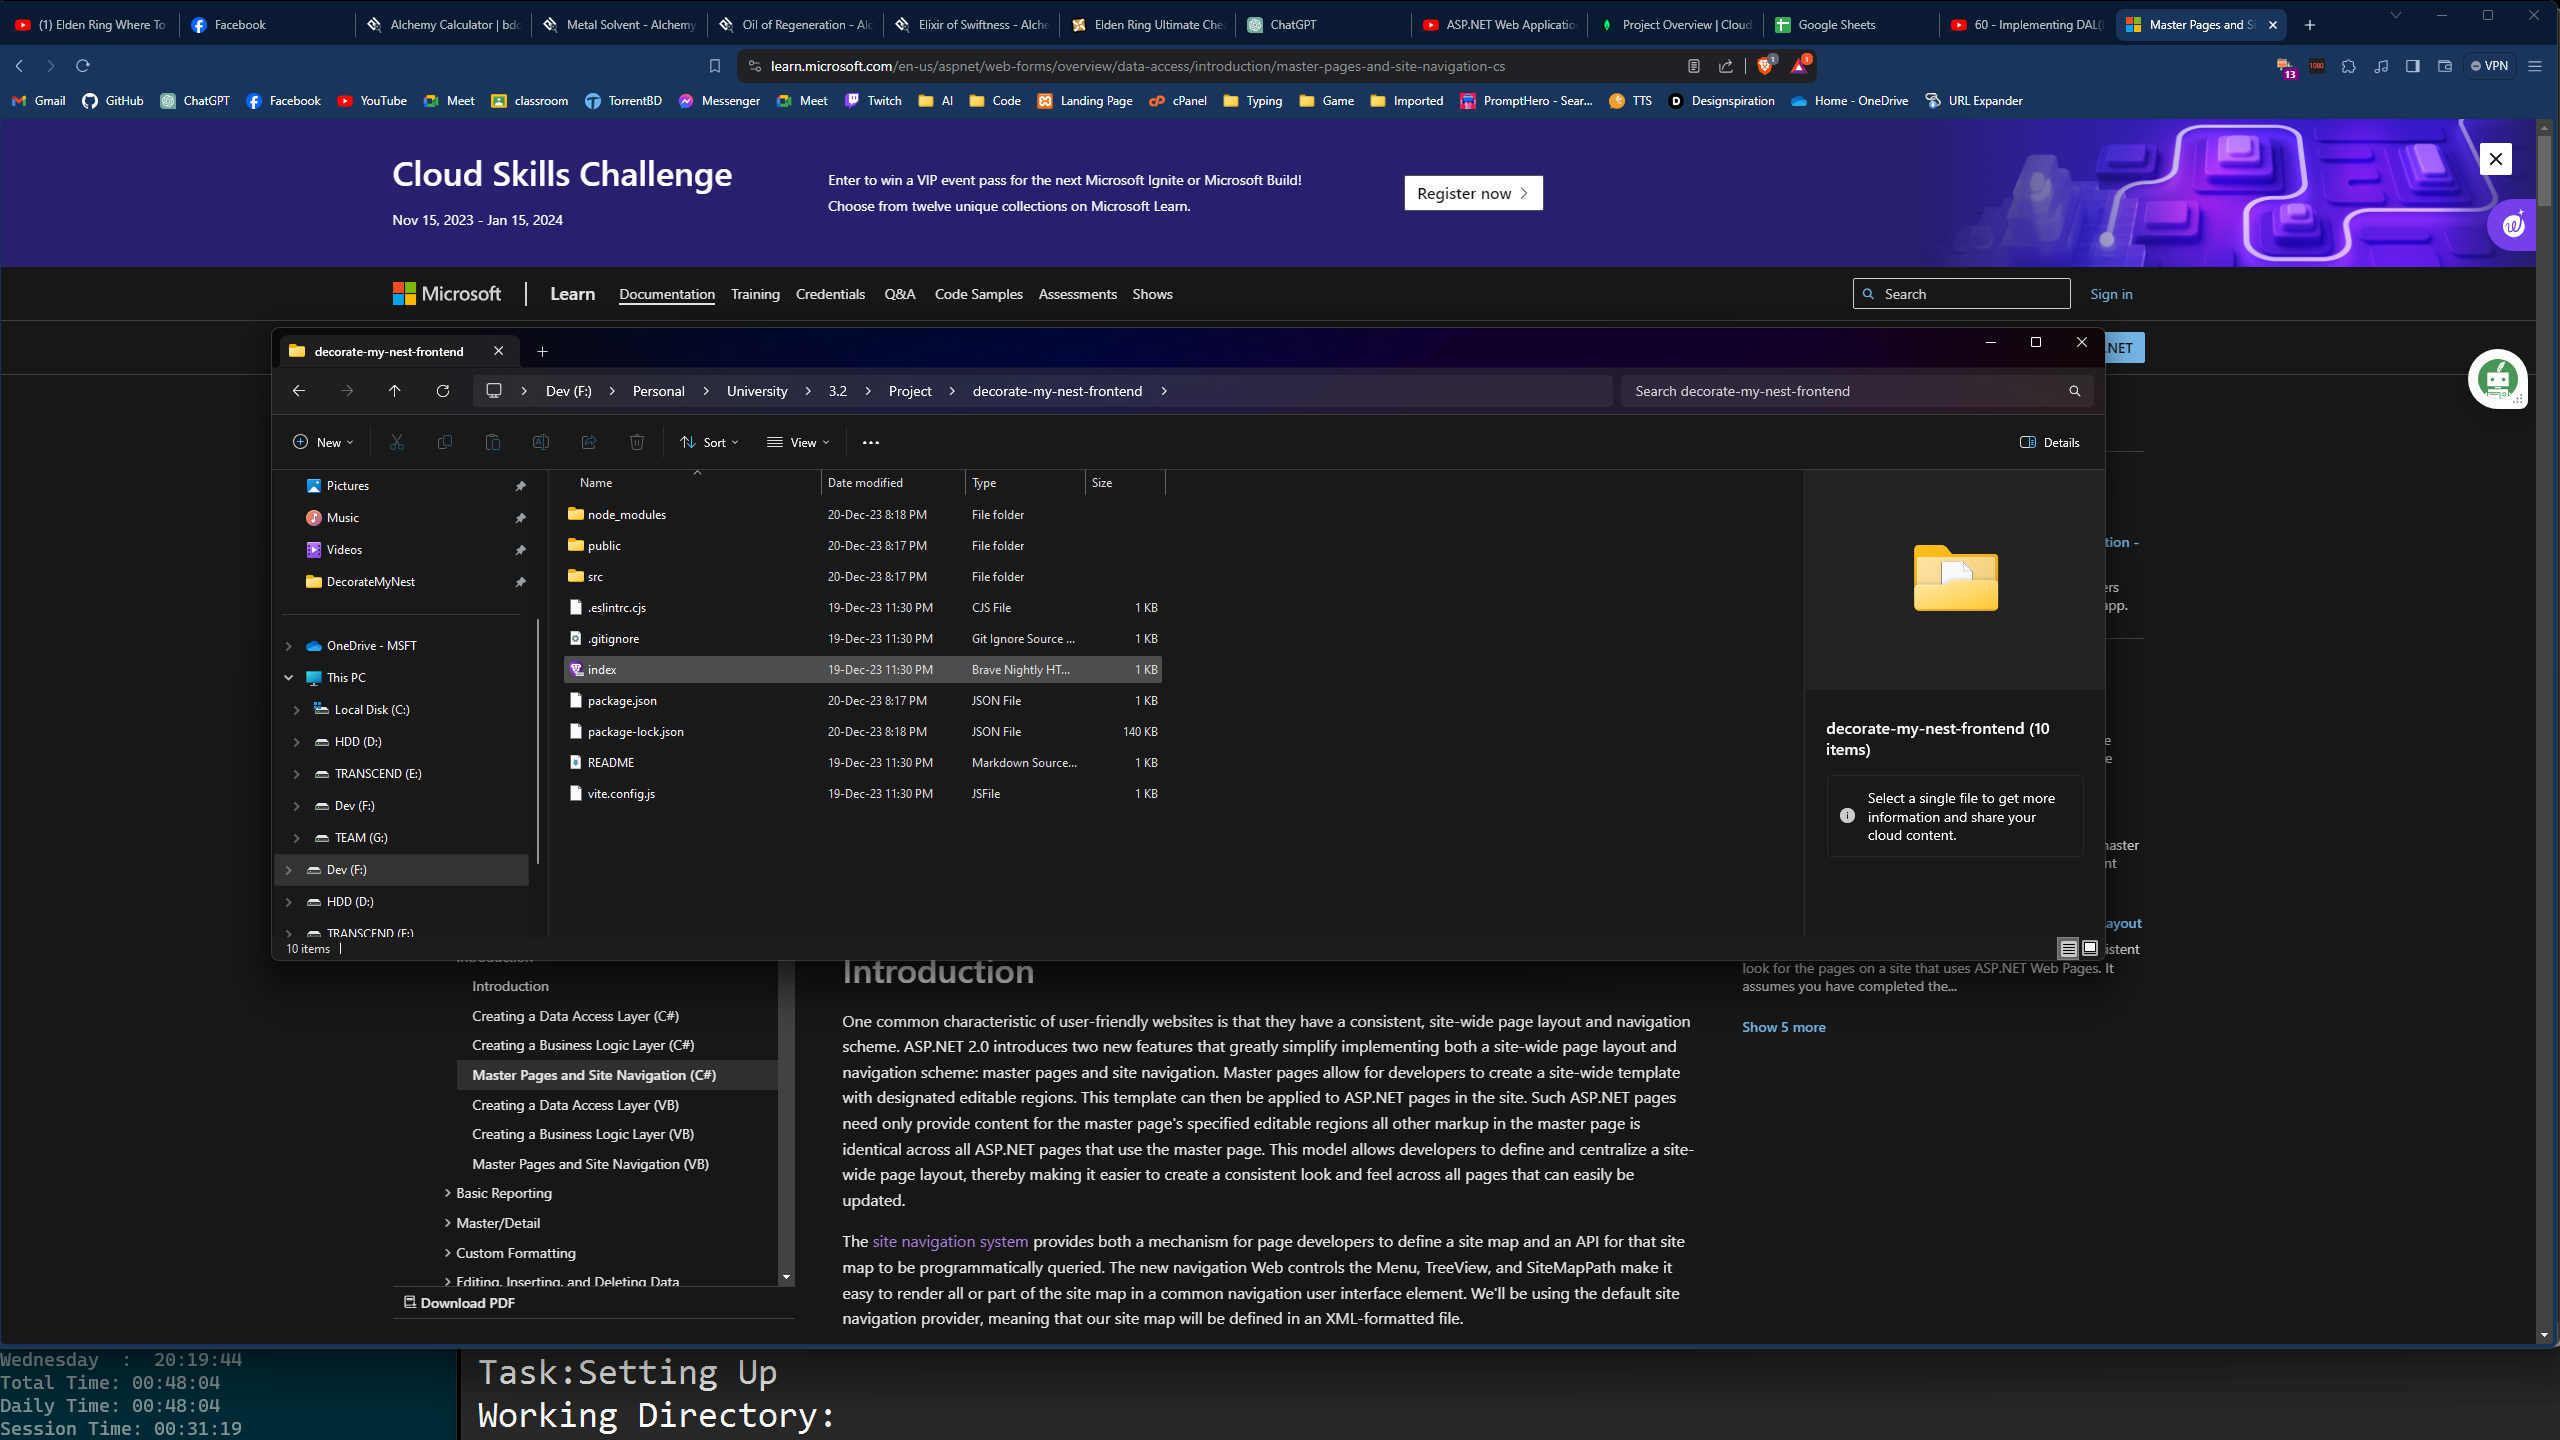 (1) Elden Ring Where To
Facebook
Alchemy Calculator | bdo
Metal Solvent - Alchemy
Oil of Regeneration - Alc
Elixir of Swiftness - Alche
Elden Ring Ultimate Che
ChatGPT
ASP.NET Web Application
Project Overview | Cloud
Google Sheets
60 - Implementing DAL(
Master Pages and Si
learn.microsoft.com/en-us/aspnet/web-forms/overview/data-access/introduction/master-pages-and-site-navigation-cs
1
1
13
1080
VPN
Gmail
GitHub
ChatGPT
Facebook
YouTube
Meet
classroom
TorrentBD
Messenger
Meet
Twitch
AI
Code
Landing Page
cPanel
Typing
Game
Imported
PromptHero - Sear...
TTS
Designspiration
Home - OneDrive
URL Expander
Cloud Skills Challenge
Nov 15, 2023 - Jan 15, 2024
Enter to win a VIP event pass for the next Microsoft Ignite or Microsoft Build!
Choose from twelve unique collections on Microsoft Learn.
Register now
Microsoft
Learn
Documentation
Training
Credentials
Q&A
Code Samples
Assessments
Shows
Search
Sign in
.NET
decorate-my-nest-frontend
Dev (F:)
Personal
University
3.2
Project
decorate-my-nest-frontend
Search decorate-my-nest-frontend
New
Sort
View
Details
Pictures
Music
Videos
DecorateMyNest
OneDrive - MSFT
This PC
Local Disk (C:)
HDD (D:)
TRANSCEND (E:)
Dev (F:)
TEAM (G:)
Dev (F:)
HDD (D:)
TRANSCEND (E:)
Name Date modified Type Size
node_modules 20-Dec-23 8:18 PM File folder
public 20-Dec-23 8:17 PM File folder
src 20-Dec-23 8:17 PM File folder
.eslintrc.cjs 19-Dec-23 11:30 PM CJS File 1 KB
.gitignore 19-Dec-23 11:30 PM Git Ignore Source ... 1 KB
index 19-Dec-23 11:30 PM Brave Nightly HT... 1 KB
package.json 20-Dec-23 8:17 PM JSON File 1 KB
package-lock.json 20-Dec-23 8:18 PM JSON File 140 KB
README 19-Dec-23 11:30 PM Markdown Source... 1 KB
vite.config.js 19-Dec-23 11:30 PM JSFile 1 KB
decorate-my-nest-frontend (10
items)
Select a single file to get more
information and share your
cloud content.
10 items
tion -
ers
app.
e
e
master
nt
ayout
istent
look for the pages on a site that uses ASP.NET Web Pages. It
assumes you have completed the...
Show 5 more
Introduction
Introduction
Creating a Data Access Layer (C#)
Creating a Business Logic Layer (C#)
Master Pages and Site Navigation (C#)
Creating a Data Access Layer (VB)
Creating a Business Logic Layer (VB)
Master Pages and Site Navigation (VB)
Basic Reporting
Master/Detail
Custom Formatting
Editing, Inserting, and Deleting Data
Download PDF
Introduction
One common characteristic of user-friendly websites is that they have a consistent, site-wide page layout and navigation
scheme. ASP.NET 2.0 introduces two new features that greatly simplify implementing both a site-wide page layout and
navigation scheme: master pages and site navigation. Master pages allow for developers to create a site-wide template
with designated editable regions. This template can then be applied to ASP.NET pages in the site. Such ASP.NET pages
need only provide content for the master page's specified editable regions all other markup in the master page is
identical across all ASP.NET pages that use the master page. This model allows developers to define and centralize a site-
wide page layout, thereby making it easier to create a consistent look and feel across all pages that can easily be
updated.
The site navigation system provides both a mechanism for page developers to define a site map and an API for that site
map to be programmatically queried. The new navigation Web controls the Menu, TreeView, and SiteMapPath make it
easy to render all or part of the site map in a common navigation user interface element. We'll be using the default site
navigation provider, meaning that our site map will be defined in an XML-formatted file.
Wednesday : 20:19:44
Total Time: 00:48:04
Daily Time: 00:48:04
Session Time: 00:31:19
Task:Setting Up
Working Directory: